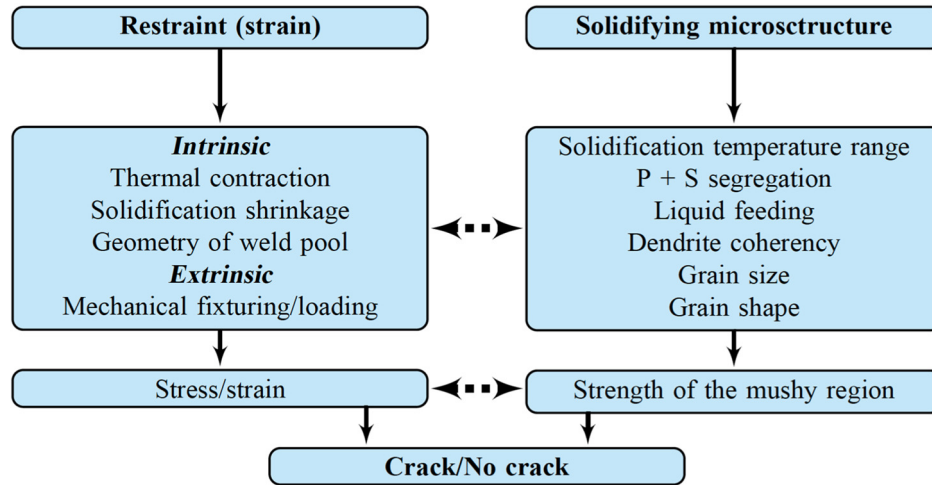 Restraint (strain)
Solidifying microsctructure
Intrinsic
Thermal contraction
Solidification shrinkage
Geometry of weld pool
Extrinsic
Mechanical fixturing/loading
Solidification temperature range
P + S segregation
Liquid feeding
Dendrite coherency
Grain size
Grain shape
Stress/strain
Strength of the mushy region
Crack/No crack